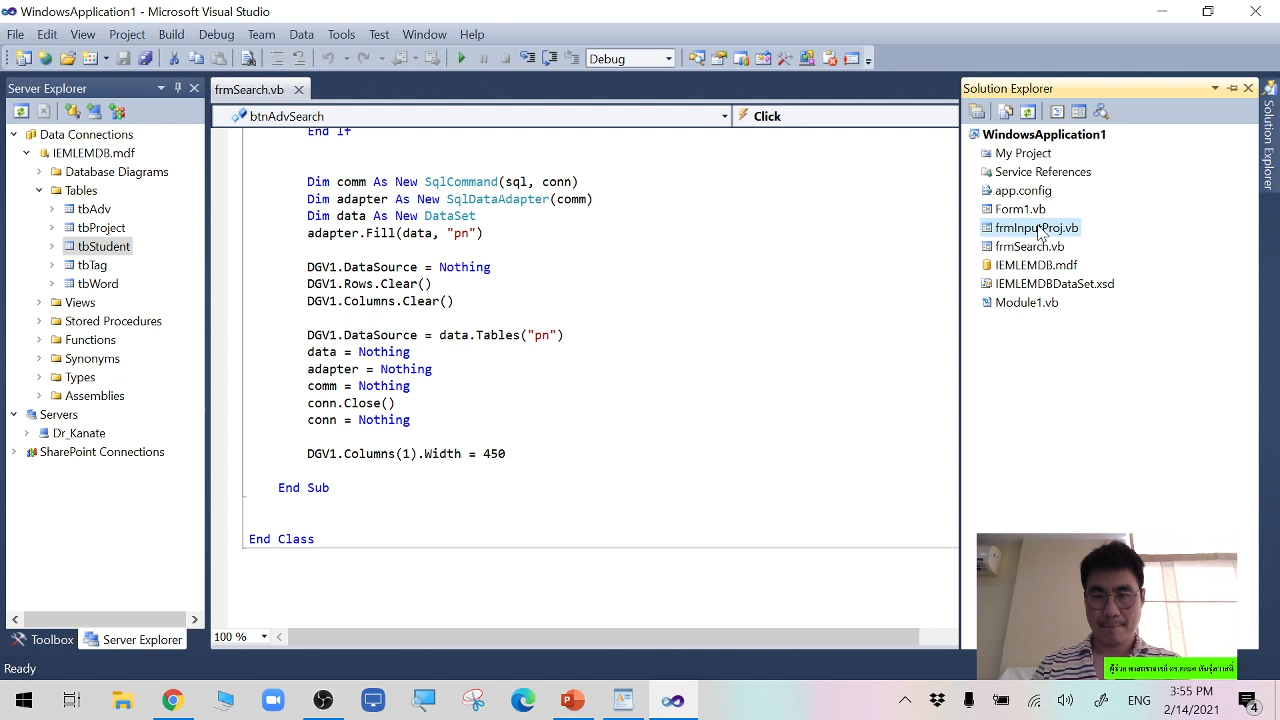 WindowsApplication1 - Microsoft Visual Studio
File Edit View Project Build Debug Team Data Tools Test Window Help
Debug
Server Explorer
Data Connections
IEMLEMDB.mdf
Database Diagrams
Tables
tbAdv
tbProject
tbStudent
tbTag
tbWord
Views
Stored Procedures
Functions
Synonyms
Types
Assemblies
Servers
Dr_Kanate
SharePoint Connections
Toolbox Server Explorer
frmSearch.vb
btnAdvSearch Click
End If
Dim comm As New SqlCommand(sql, conn)
Dim adapter As New SqlDataAdapter(comm)
Dim data As New DataSet
adapter.Fill(data, "pn")
DGV1.DataSource = Nothing
DGV1.Rows.Clear()
DGV1.Columns.Clear()
DGV1.DataSource = data.Tables("pn")
data = Nothing
adapter = Nothing
comm = Nothing
conn.Close()
conn = Nothing
DGV1.Columns(1).Width = 450
End Sub
End Class
100 %
Solution Explorer
WindowsApplication1
My Project
Service References
app.config
Form1.vb
frmInputProj.vb
frmSearch.vb
IEMLEMDB.mdf
IEMLEMDBDataSet.xsd
Module1.vb
Solution Explorer
Ready
ENG
3:55 PM
2/14/2021
4